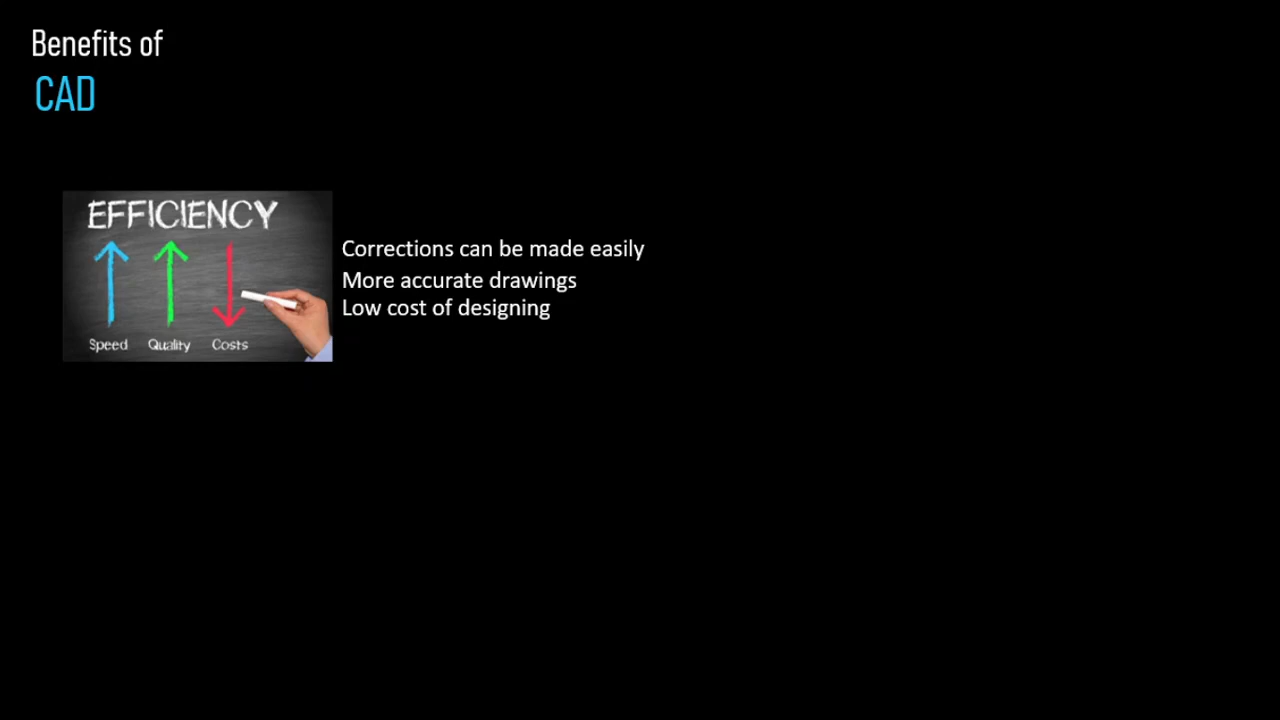 Benefits of
CAD
EFFICIENCY
Speed Quality Costs
Corrections can be made easily
More accurate drawings
Low cost of designing